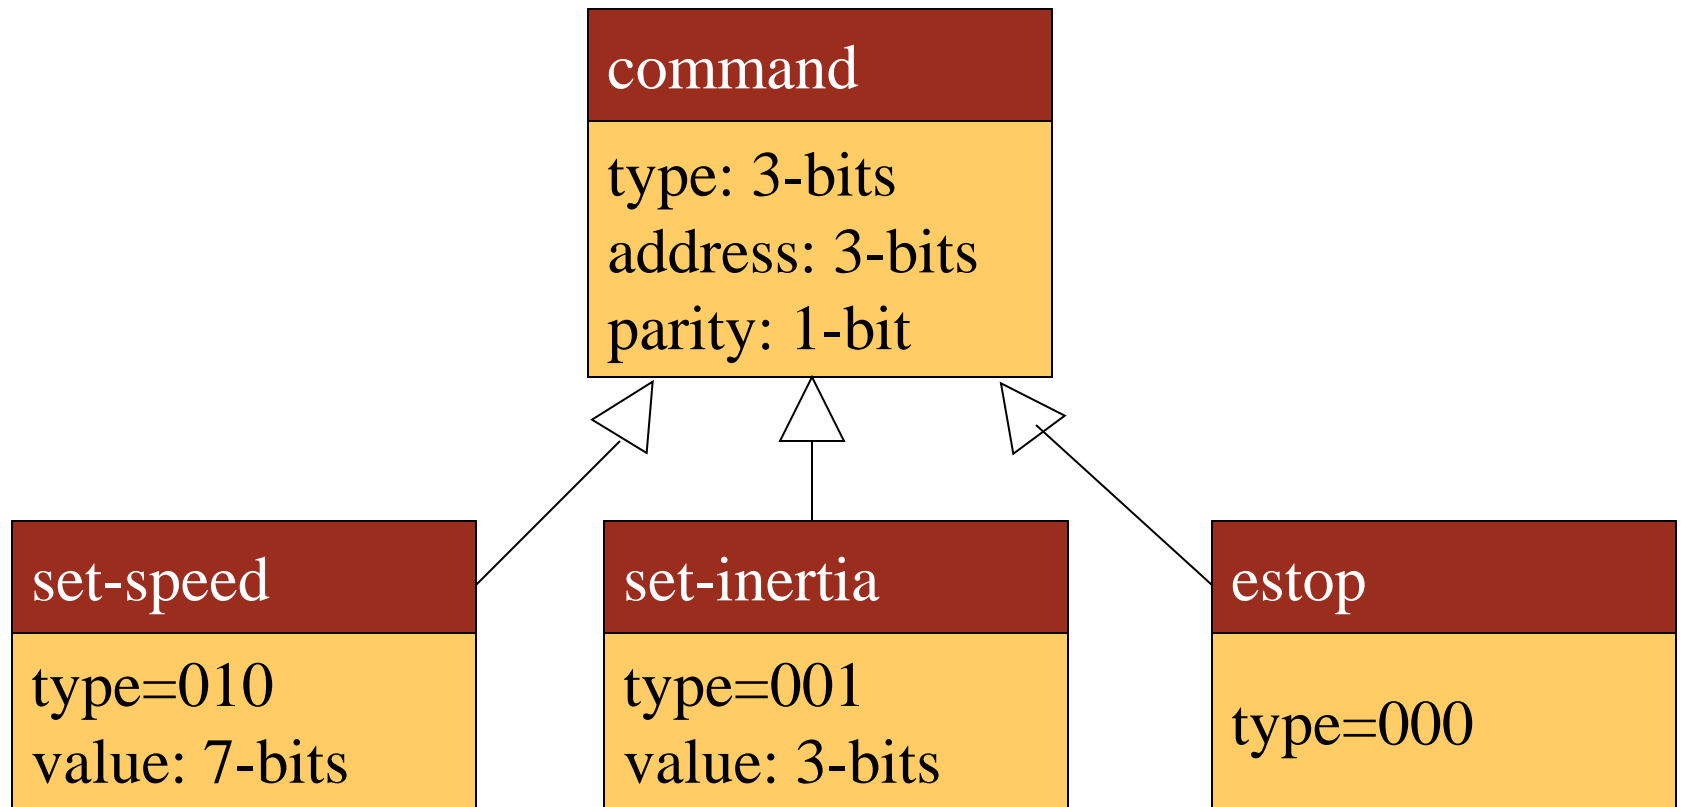 command
type: 3-bits
address: 3-bits
parity: 1-bit
set-speed
type=010
value: 7-bits
set-inertia
type=001
value: 3-bits
estop
type=000